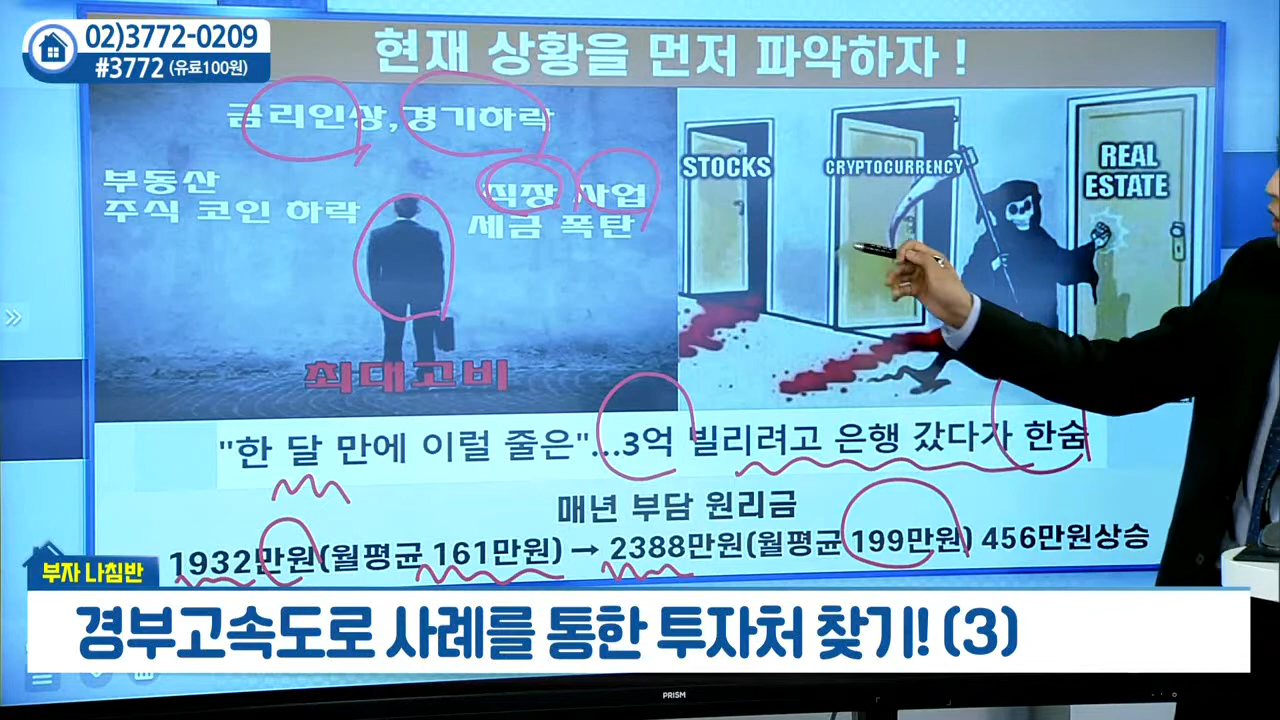 02)3772-0209
#3772 (유료100원)
현재 상황을 먼저 파악하자 !
금리인상, 경기하락
부동산
주식 코인 하락
직장 사업
세금 폭탄
최대고비
STOCKS
CRYPTOCURRENCY
REAL
ESTATE
"한 달 만에 이럴 줄은"...3억 빌리려고 은행 갔다가 한숨
매년 부담 원리금
1932만원(월평균 161만원) → 2388만원(월평균 199만원) 456만원상승
부자 나침반
경부고속도로 사례를 통한 투자처 찾기! (3)
PRISM